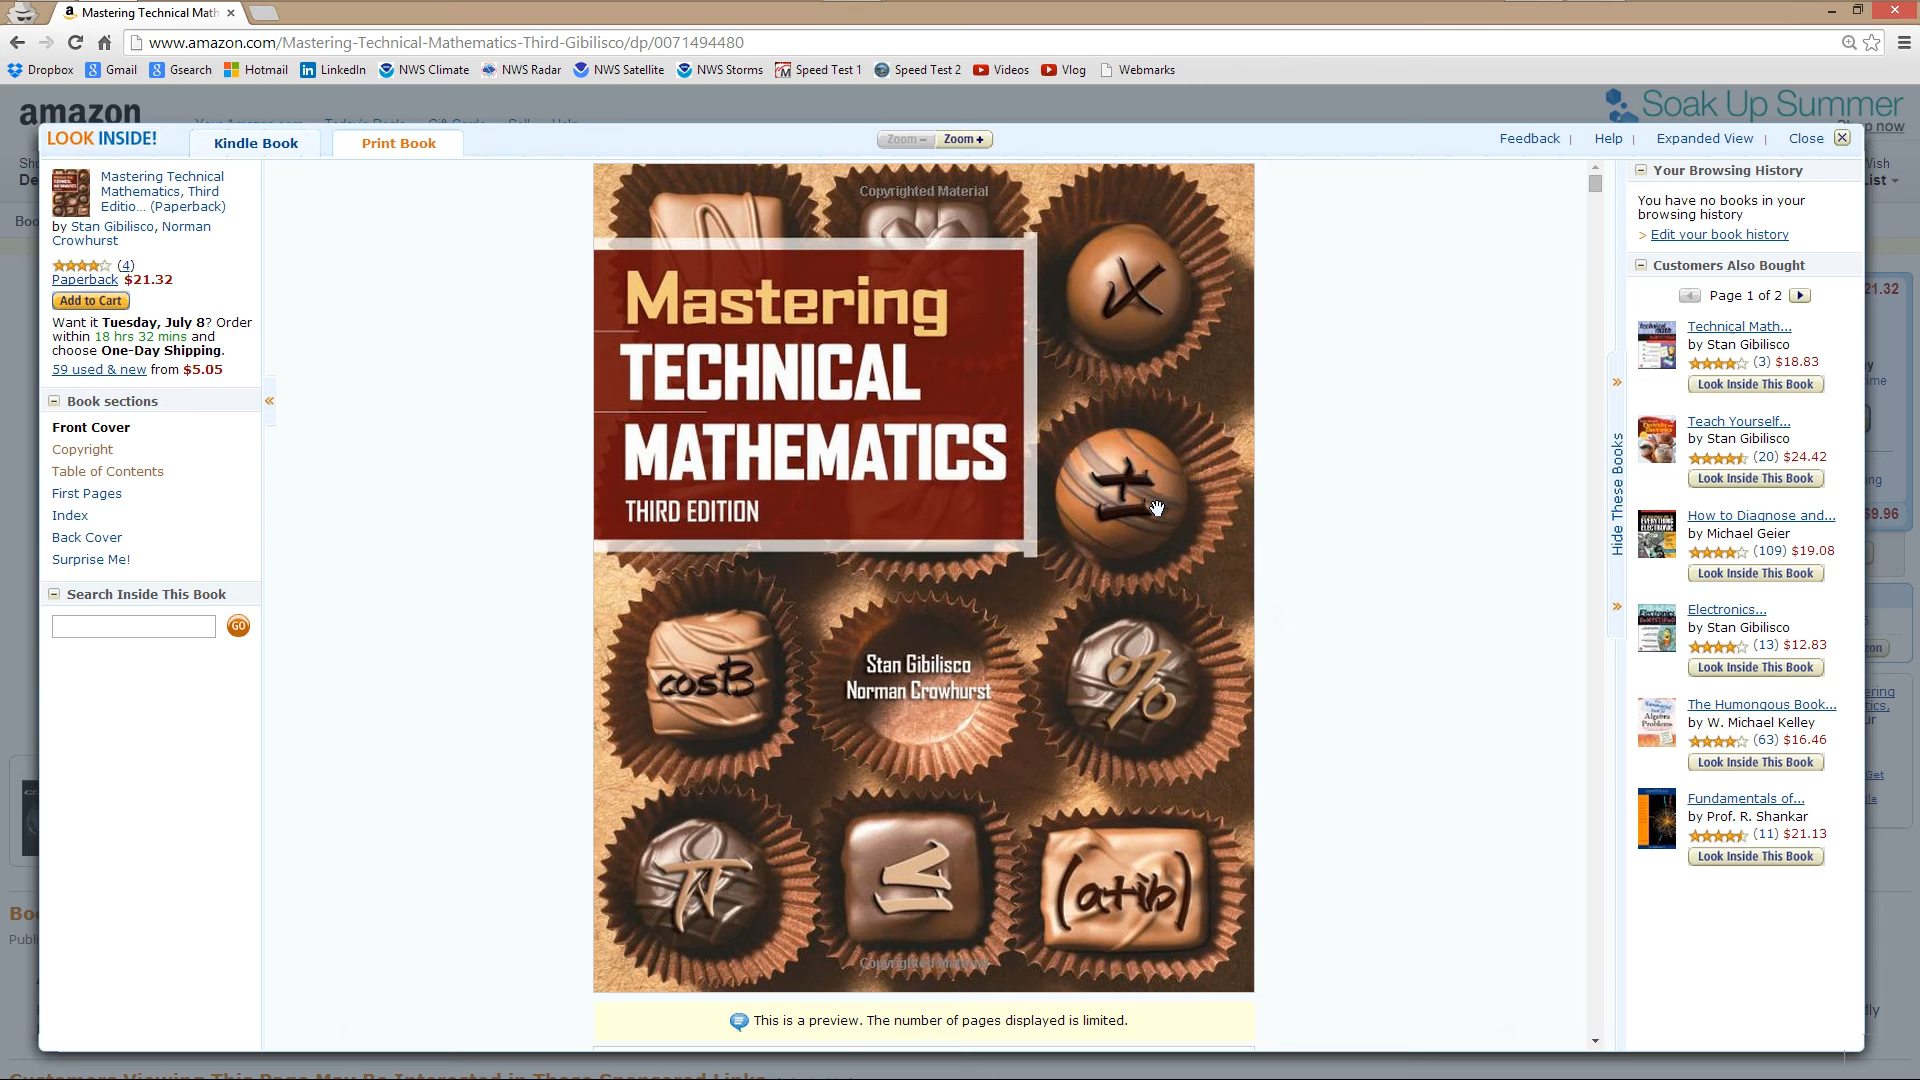 Mastering Technical Math
www.amazon.com/Mastering-Technical-Mathematics-Third-Gibilisco/dp/0071494480
Dropbox Gmail Gsearch Hotmail LinkedIn NWS Climate NWS Radar NWS Satellite NWS Storms Speed Test 1 Speed Test 2 Videos Vlog Webmarks
amazon
Soak Up Summer
LOOK INSIDE!
Kindle Book
Print Book
Zoom −
Zoom +
Feedback | Help | Expanded View | Close
Mastering Technical
Mathematics, Third
Editio... (Paperback)
by Stan Gibilisco, Norman
Crowhurst
(4)
Paperback $21.32
Add to Cart
Want it Tuesday, July 8? Order
within 18 hrs 32 mins and
choose One-Day Shipping.
59 used & new from $5.05
Book sections
Front Cover
Copyright
Table of Contents
First Pages
Index
Back Cover
Surprise Me!
Search Inside This Book
GO
Copyrighted Material
Mastering
TECHNICAL
MATHEMATICS
THIRD EDITION
×
±
cosB
Stan Gibilisco
Norman Crowhurst
%
π
≤
(a+ib)
Copyrighted Material
This is a preview. The number of pages displayed is limited.
Hide These Books
Your Browsing History
You have no books in your
browsing history
> Edit your book history
Customers Also Bought
Page 1 of 2
Technical Math...
by Stan Gibilisco
(3) $18.83
Look Inside This Book
Teach Yourself...
by Stan Gibilisco
(20) $24.42
Look Inside This Book
How to Diagnose and...
by Michael Geier
(109) $19.08
Look Inside This Book
Electronics...
by Stan Gibilisco
(13) $12.83
Look Inside This Book
The Humongous Book...
by W. Michael Kelley
(63) $16.46
Look Inside This Book
Fundamentals of...
by Prof. R. Shankar
(11) $21.13
Look Inside This Book